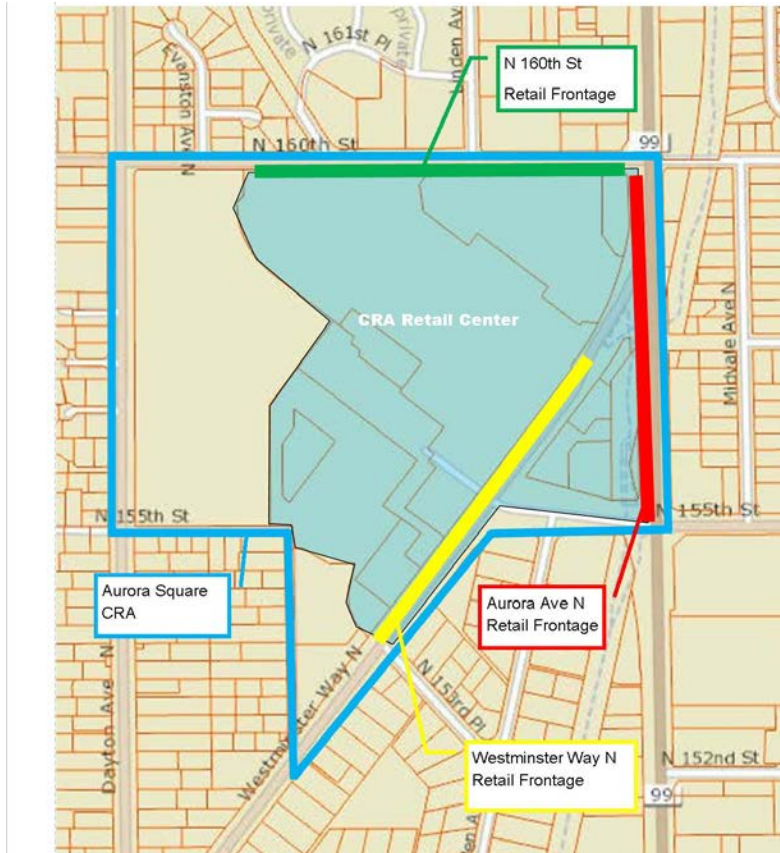 private
private
N 161st Pl
Linden Av
Evanston Av N
N 160th St
Retail Frontage
N 160th St
99
CRA Retail Center
Midvale Ave N
N 155th St
N 155th St
Aurora Square
CRA
Aurora Ave N
Retail Frontage
Dayton Ave N
Westminster Way N
N 153rd Pl
Westminster Way N
Retail Frontage
N 152nd St
99